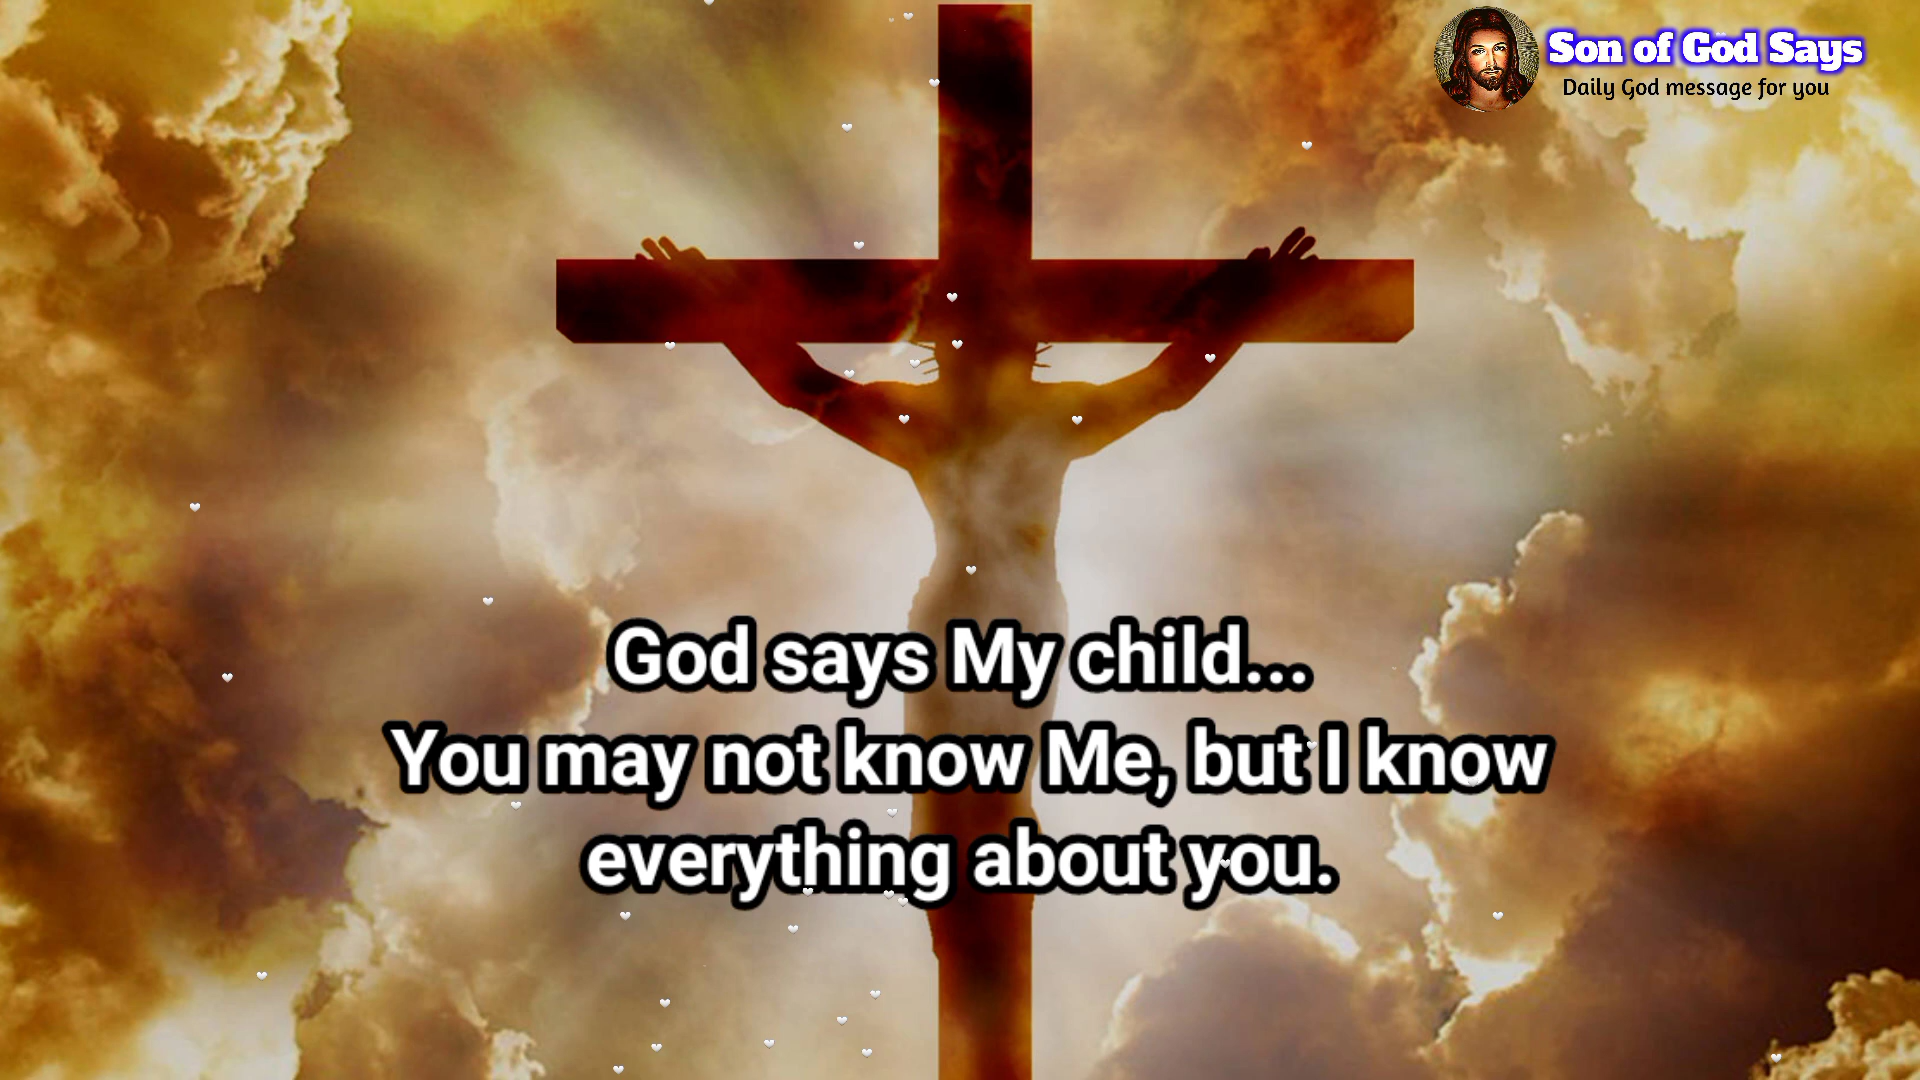 Son of God Says
Daily God message for you
God says My child...
You may not know Me, but I know
everything about you.